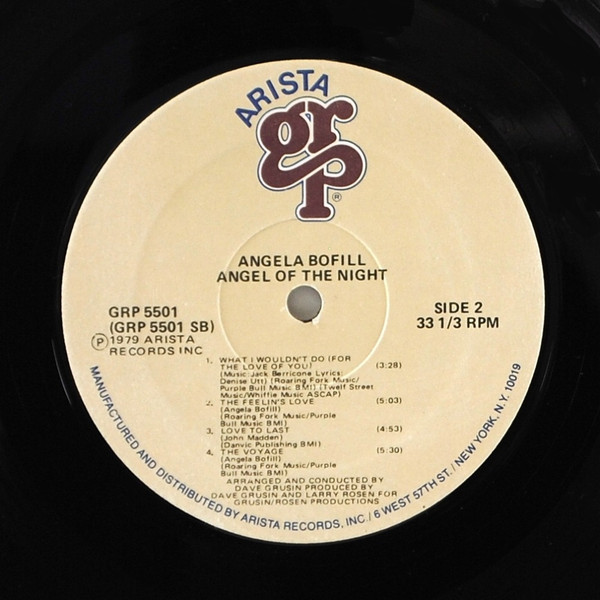 ARISTA
grp®
ANGELA BOFILL
ANGEL OF THE NIGHT
GRP 5501
(GRP 5501 SB)
℗1979 ARISTA
RECORDS INC
SIDE 2
33 1/3 RPM
1. WHAT I WOULDN'T DO (FOR
THE LOVE OF YOU) (3:28)
(Music: Jack Berricone Lyrics:
Denise Utt) (Roaring Fork Music/
Purple Bull Music BMI) (Twelf Street
Music/Whiffie Music ASCAP)
2. THE FEELIN'S LOVE (5:03)
(Angela Bofill)
(Roaring Fork Music/Purple
Bull Music BMI)
3. LOVE TO LAST (4:53)
(John Madden)
(Danvic Publishing BMI)
4. THE VOYAGE (5:30)
(Angela Bofill)
(Roaring Fork Music/Purple
Bull Music BMI)
ARRANGED AND CONDUCTED BY
DAVE GRUSIN PRODUCED BY
DAVE GRUSIN AND LARRY ROSEN FOR
GRUSIN/ROSEN PRODUCTIONS
MANUFACTURED AND DISTRIBUTED BY ARISTA RECORDS, INC./6 WEST 57TH ST./NEW YORK, N.Y. 10019